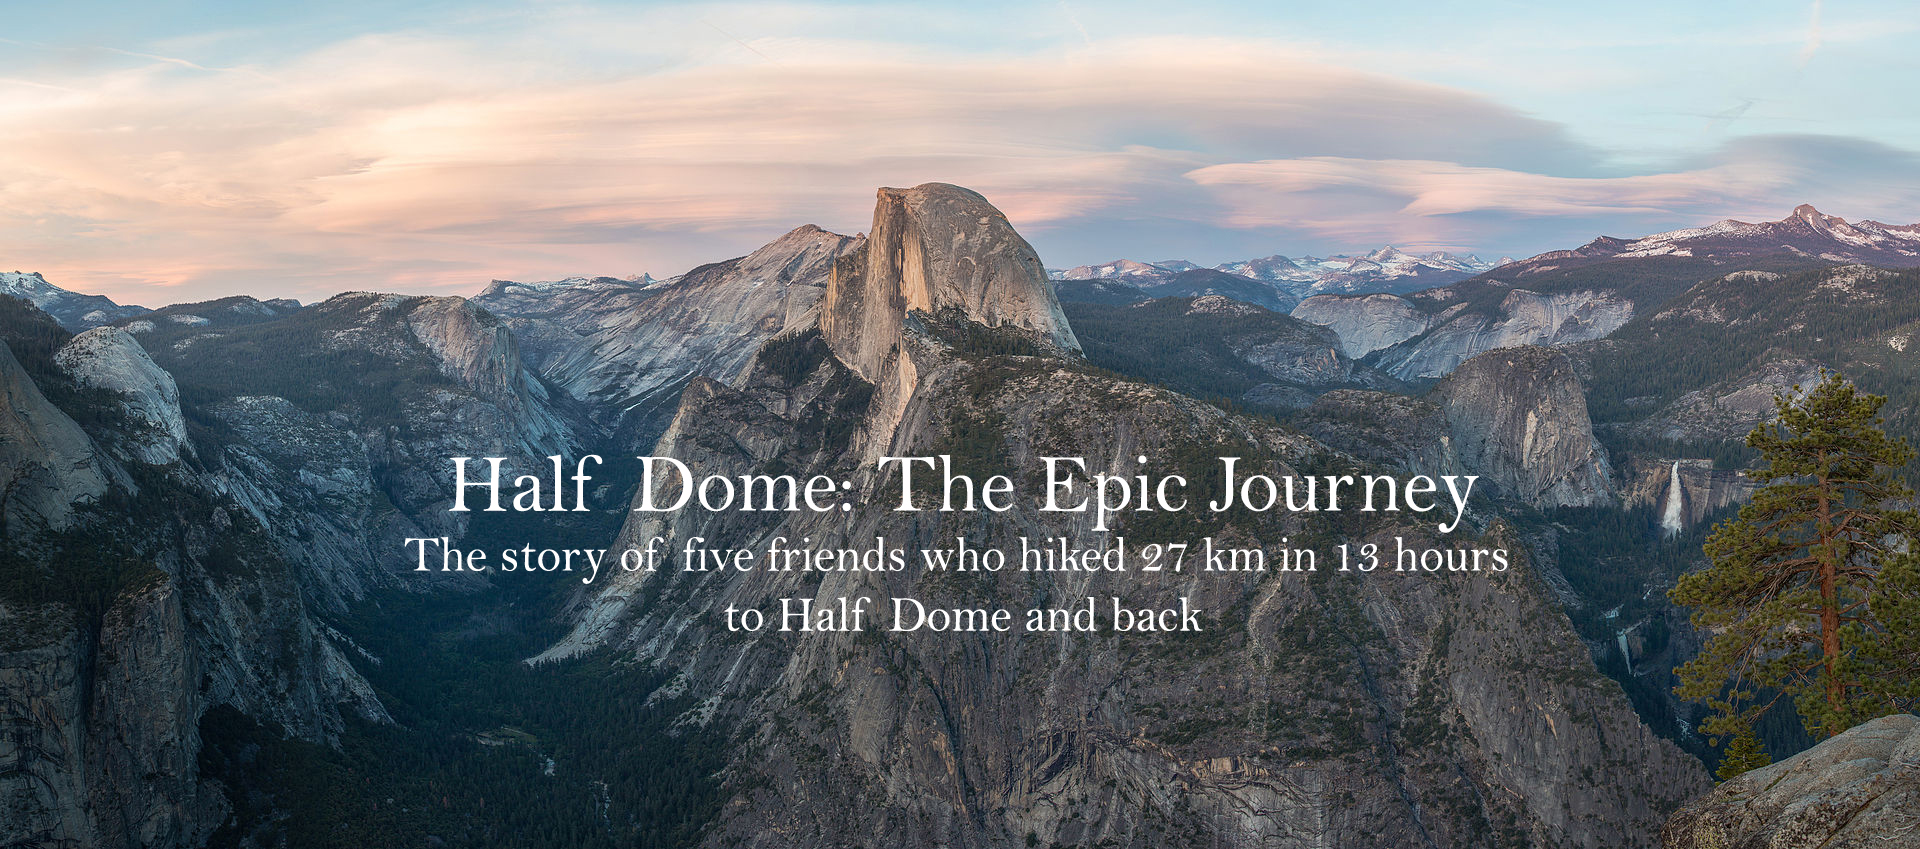 Half Dome: The Epic Journey
The story of five friends who hiked 27 km in 13 hours
to Half Dome and back